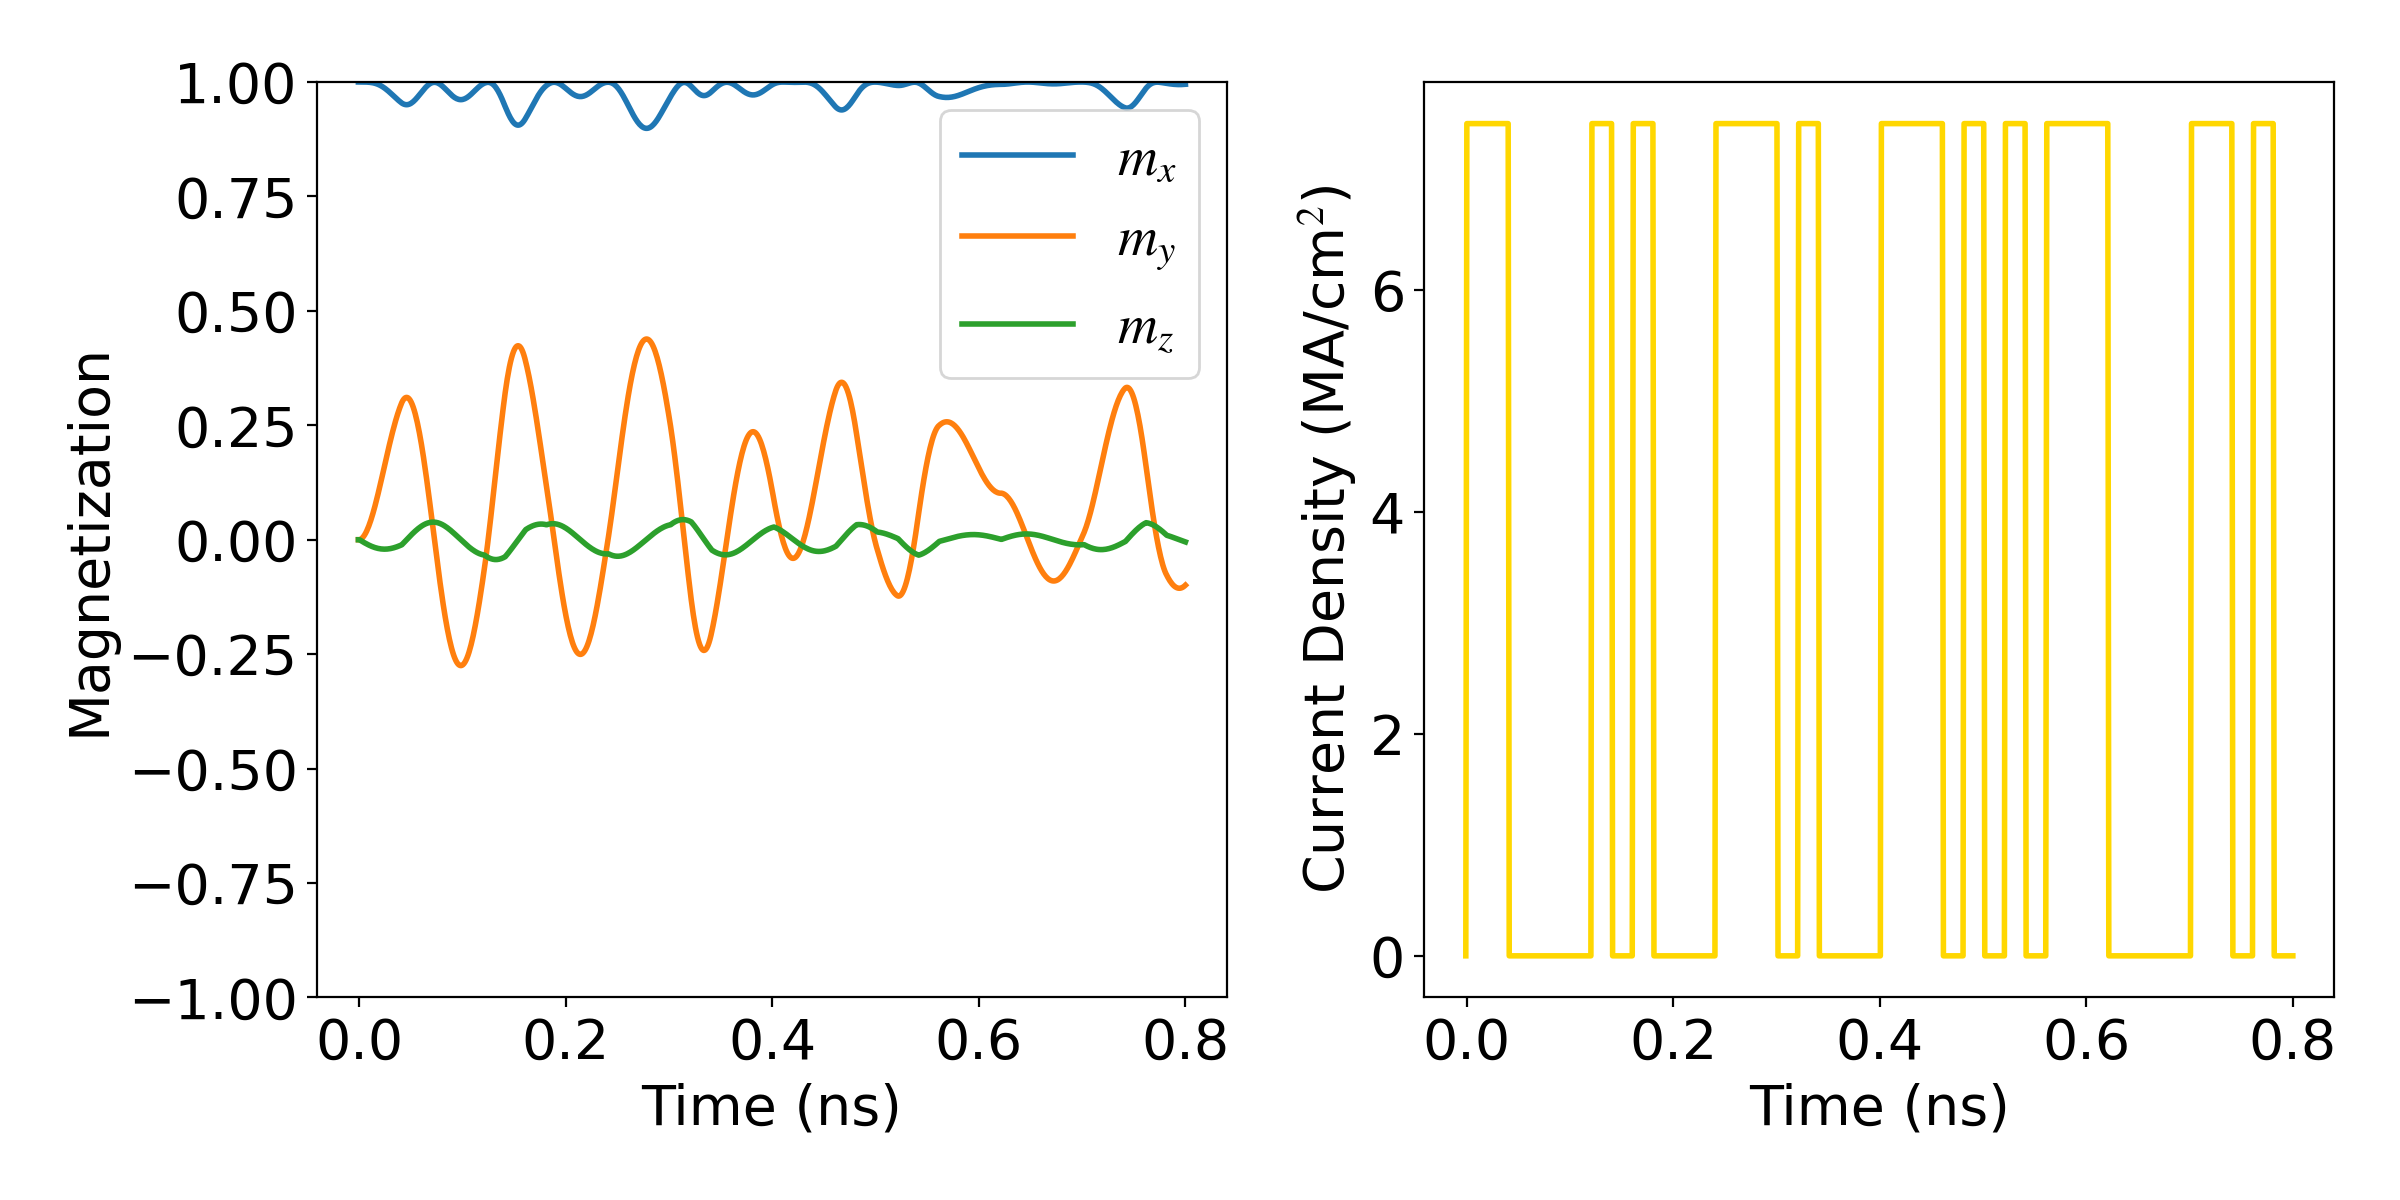 Magnetization
1.00
0.75
0.50
0.25
0.00
−0.25
−0.50
−0.75
−1.00
0.0 0.2 0.4 0.6 0.8
Time (ns)
m_x
m_y
m_z
Current Density (MA/cm²)
6
4
2
0
0.0 0.2 0.4 0.6 0.8
Time (ns)